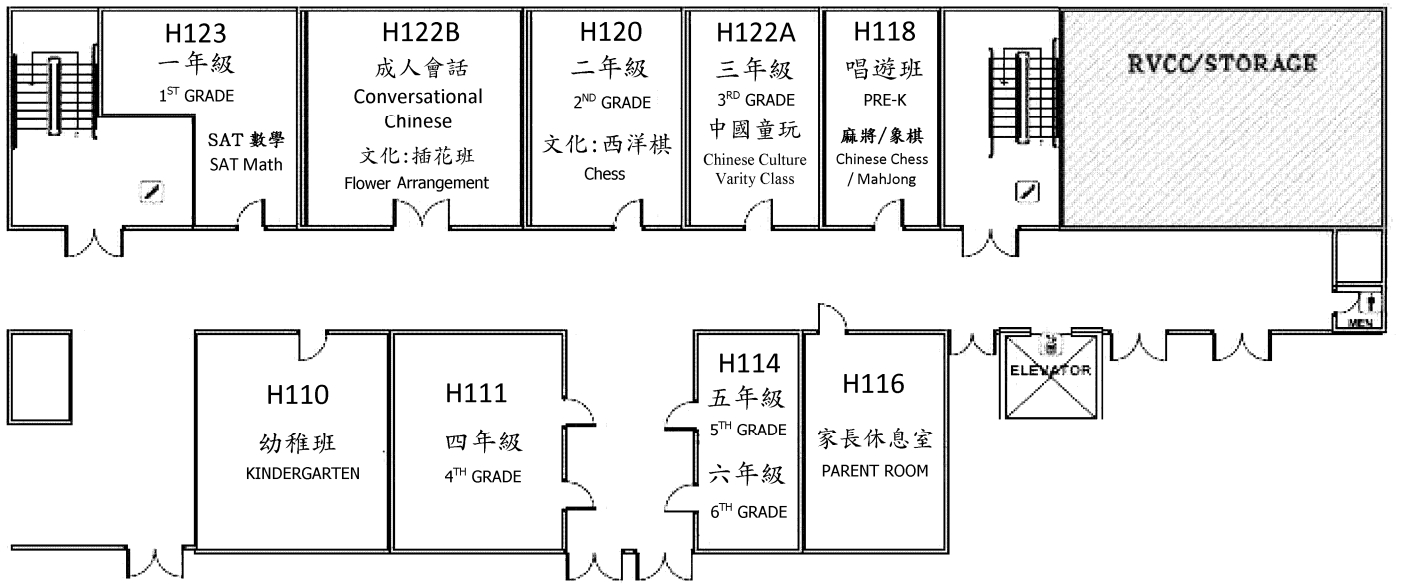 H123
一年級
1ST GRADE
SAT 數學
SAT Math
H122B
成人會話
Conversational
Chinese
文化:插花班
Flower Arrangement
H120
二年級
2ND GRADE
文化:西洋棋
Chess
H122A
三年級
3RD GRADE
中國童玩
Chinese Culture
Varity Class
H118
唱遊班
PRE-K
麻將/象棋
Chinese Chess
/ MahJong
RVCC/STORAGE
MEN
H110
幼稚班
KINDERGARTEN
H111
四年級
4TH GRADE
H114
五年級
5TH GRADE
六年級
6TH GRADE
H116
家長休息室
PARENT ROOM
ELEVATOR